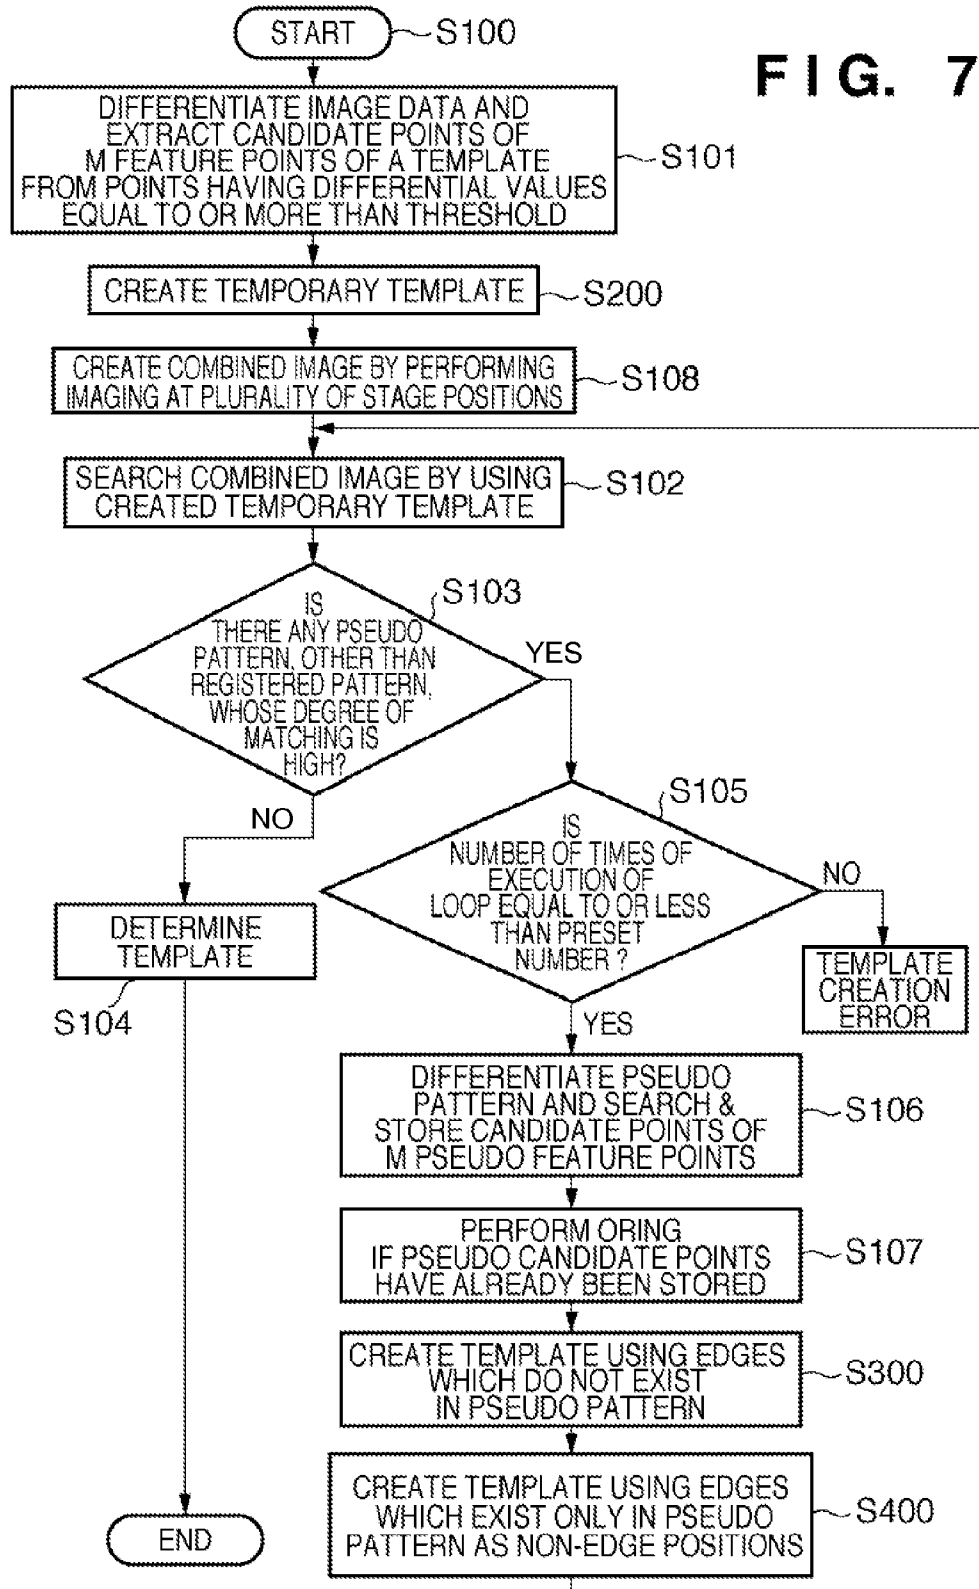 START
S100
FIG. 7
DIFFERENTIATE IMAGE DATA AND
EXTRACT CANDIDATE POINTS OF
M FEATURE POINTS OF A TEMPLATE
FROM POINTS HAVING DIFFERENTIAL VALUES
EQUAL TO OR MORE THAN THRESHOLD
S101
CREATE TEMPORARY TEMPLATE
S200
CREATE COMBINED IMAGE BY PERFORMING
IMAGING AT PLURALITY OF STAGE POSITIONS
S108
SEARCH COMBINED IMAGE BY USING
CREATED TEMPORARY TEMPLATE
S102
S103
IS
THERE ANY PSEUDO
PATTERN, OTHER THAN
REGISTERED PATTERN,
WHOSE DEGREE OF
MATCHING IS
HIGH?
YES
NO
S105
IS
NUMBER OF TIMES OF
EXECUTION OF
LOOP EQUAL TO OR LESS
THAN PRESET
NUMBER ?
NO
YES
DETERMINE
TEMPLATE
S104
TEMPLATE
CREATION
ERROR
DIFFERENTIATE PSEUDO
PATTERN AND SEARCH &
STORE CANDIDATE POINTS OF
M PSEUDO FEATURE POINTS
S106
PERFORM ORING
IF PSEUDO CANDIDATE POINTS
HAVE ALREADY BEEN STORED
S107
CREATE TEMPLATE USING EDGES
WHICH DO NOT EXIST
IN PSEUDO PATTERN
S300
CREATE TEMPLATE USING EDGES
WHICH EXIST ONLY IN PSEUDO
PATTERN AS NON-EDGE POSITIONS
S400
END